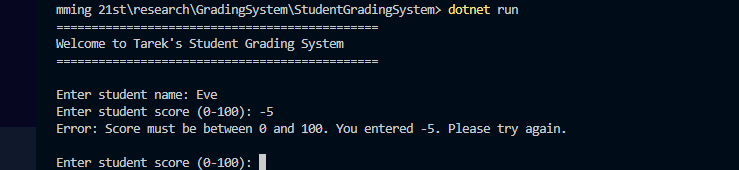 mming 21st\research\GradingSystem\StudentGradingSystem> dotnet run
==============================================
Welcome to Tarek's Student Grading System
==============================================
Enter student name: Eve
Enter student score (0-100): -5
Error: Score must be between 0 and 100. You entered -5. Please try again.
Enter student score (0-100):